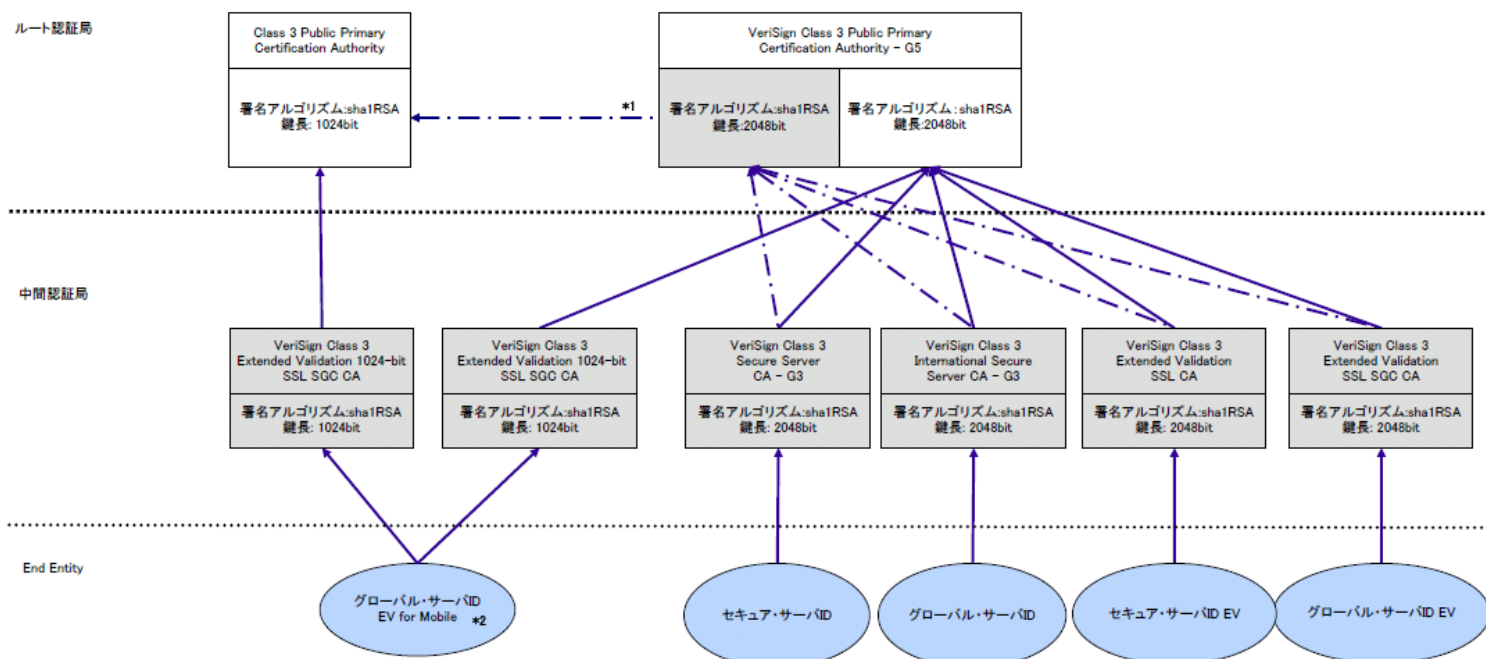 ルート認証局
Class 3 Public Primary
Certification Authority
署名アルゴリズム:sha1RSA
鍵長: 1024bit
*1
VeriSign Class 3 Public Primary
Certification Authority - G5
署名アルゴリズム:sha1RSA
鍵長:2048bit
署名アルゴリズム:sha1RSA
鍵長:2048bit
中間認証局
VeriSign Class 3
Extended Validation 1024-bit
SSL SGC CA
署名アルゴリズム:sha1RSA
鍵長: 1024bit
VeriSign Class 3
Extended Validation 1024-bit
SSL SGC CA
署名アルゴリズム:sha1RSA
鍵長: 1024bit
VeriSign Class 3
Secure Server
CA - G3
署名アルゴリズム:sha1RSA
鍵長: 2048bit
VeriSign Class 3
International Secure
Server CA - G3
署名アルゴリズム:sha1RSA
鍵長: 2048bit
VeriSign Class 3
Extended Validation
SSL CA
署名アルゴリズム:sha1RSA
鍵長: 2048bit
VeriSign Class 3
Extended Validation
SSL SGC CA
署名アルゴリズム:sha1RSA
鍵長: 2048bit
End Entity
グローバル・サーバID
EV for Mobile *2
セキュア・サーバID
グローバル・サーバID
セキュア・サーバID EV
グローバル・サーバID EV